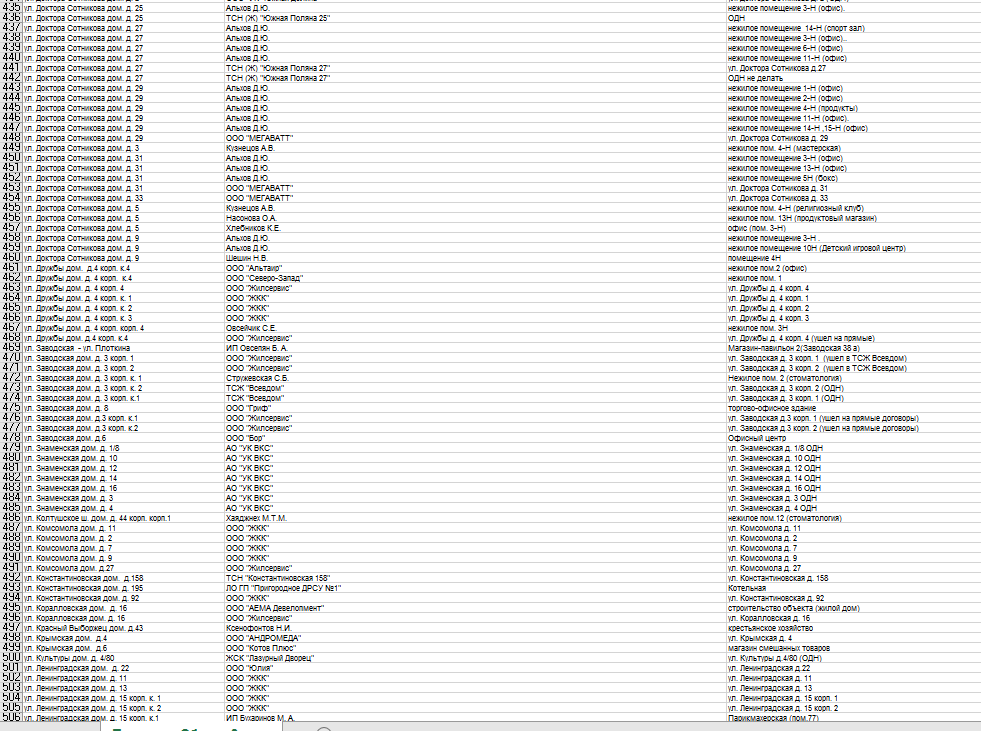 435 ул. Доктора Сотникова дом. д. 25 Альхов Д.Ю. нежилое помещение 3-Н (офис).
436 ул. Доктора Сотникова дом. д. 25 ТСН (Ж) "Южная Поляна 25" ОДН
437 ул. Доктора Сотникова дом. д. 27 Альхов Д.Ю. нежилое помещение 14-Н (спорт зал)
438 ул. Доктора Сотникова дом. д. 27 Альхов Д.Ю. нежилое помещение 3-Н (офис)..
439 ул. Доктора Сотникова дом. д. 27 Альхов Д.Ю. нежилое помещение 6-Н (офис)
440 ул. Доктора Сотникова дом. д. 27 Альхов Д.Ю. нежилое помещение 11-Н (офис)
441 ул. Доктора Сотникова дом. д. 27 ТСН (Ж) "Южная Поляна 27" ул. Доктора Сотникова д.27
442 ул. Доктора Сотникова дом. д. 27 ТСН (Ж) "Южная Поляна 27" ОДН не делать
443 ул. Доктора Сотникова дом. д. 29 Альхов Д.Ю. нежилое помещение 1-Н (офис)
444 ул. Доктора Сотникова дом. д. 29 Альхов Д.Ю. нежилое помещение 2-Н (офис)
445 ул. Доктора Сотникова дом. д. 29 Альхов Д.Ю. нежилое помещение 4-Н (продукты)
446 ул. Доктора Сотникова дом. д. 29 Альхов Д.Ю. нежилое помещение 11-Н (офис).
447 ул. Доктора Сотникова дом. д. 29 Альхов Д.Ю. нежилое помещение 14-Н ,15-Н (офис)
448 ул. Доктора Сотникова дом. д. 29 ООО "МЕГАВАТТ" ул. Доктора Сотникова д. 29
449 ул. Доктора Сотникова дом. д. 3 Кузнецов А.В. нежилое пом. 4-Н (мастерская)
450 ул. Доктора Сотникова дом. д. 31 Альхов Д.Ю. нежилое помещение 3-Н (офис)
451 ул. Доктора Сотникова дом. д. 31 Альхов Д.Ю. нежилое помещение 13-Н (офис)
452 ул. Доктора Сотникова дом. д. 31 Альхов Д.Ю. нежилое помещение 5Н (бокс)
453 ул. Доктора Сотникова дом. д. 31 ООО "МЕГАВАТТ" ул. Доктора Сотникова д. 31
454 ул. Доктора Сотникова дом. д. 33 ООО "МЕГАВАТТ" ул. Доктора Сотникова д. 33
455 ул. Доктора Сотникова дом. д. 5 Кузнецов А.В. нежилое пом. 4-Н (религиозный клуб)
456 ул. Доктора Сотникова дом. д. 5 Насонова О.А. нежилое пом. 13Н (продуктовый магазин)
457 ул. Доктора Сотникова дом. д. 5 Хлебников К.Е. офис (пом. 3-Н)
458 ул. Доктора Сотникова дом. д. 9 Альхов Д.Ю. нежилое помещение 3-Н .
459 ул. Доктора Сотникова дом. д. 9 Альхов Д.Ю. нежилое помещение 10Н (Детский игровой центр)
460 ул. Доктора Сотникова дом. д. 9 Шешин Н.В. помещение 4Н
461 ул. Дружбы дом. д.4 корп. к.4 ООО "Альтаир" нежилое пом.2 (офис)
462 ул. Дружбы дом. д.4 корп. к.4 ООО "Северо-Запад" нежилое пом. 1
463 ул. Дружбы дом. д. 4 корп. 4 ООО "Жилсервис" ул. Дружбы д. 4 корп. 4
464 ул. Дружбы дом. д. 4 корп. к. 1 ООО "ЖКК" ул. Дружбы д. 4 корп. 1
465 ул. Дружбы дом. д. 4 корп. к. 2 ООО "ЖКК" ул. Дружбы д. 4 корп. 2
466 ул. Дружбы дом. д. 4 корп. к. 3 ООО "ЖКК" ул. Дружбы д. 4 корп. 3
467 ул. Дружбы дом. д. 4 корп. корп. 4 Овсейчик С.Е. нежилое пом. 3Н
468 ул. Дружбы дом. д.4 корп. к.4 ООО "Жилсервис" ул. Дружбы д. 4 корп. 4 (ушел на прямые)
469 ул. Заводская - ул. Плоткина ИП Овсепян Б. А. Магазин-павильон 2(Заводская 38 а)
470 ул. Заводская дом. д. 3 корп. 1 ООО "Жилсервис" ул. Заводская д. 3 корп. 1 (ушел в ТСЖ Всевдом)
471 ул. Заводская дом. д. 3 корп. 2 ООО "Жилсервис" ул. Заводская д. 3 корп. 2 (ушел в ТСЖ Всевдом)
472 ул. Заводская дом. д. 3 корп. к. 1 Стружевская С.В. Нежилое пом. 2 (стоматология)
473 ул. Заводская дом. д. 3 корп. к. 2 ТСЖ "Всевдом" ул. Заводская д. 3 корп. 2 (ОДН)
474 ул. Заводская дом. д. 3 корп. к.1 ТСЖ "Всевдом" ул. Заводская д. 3 корп. 1 (ОДН)
475 ул. Заводская дом. д. 8 ООО "Гриф" торгово-офисное здание
476 ул. Заводская дом. д.3 корп. к.1 ООО "Жилсервис" ул. Заводская д.3 корп. 1 (ушел на прямые договоры)
477 ул. Заводская дом. д.3 корп. к.2 ООО "Жилсервис" ул. Заводская д.3 корп. 2 (ушел на прямые договоры)
478 ул. Заводская дом. д.6 ООО "Бор" Офисный центр
479 ул. Знаменская дом. д. 1/8 АО "УК ВКС" ул. Знаменская д. 1/8 ОДН
480 ул. Знаменская дом. д. 10 АО "УК ВКС" ул. Знаменская д. 10 ОДН
481 ул. Знаменская дом. д. 12 АО "УК ВКС" ул. Знаменская д. 12 ОДН
482 ул. Знаменская дом. д. 14 АО "УК ВКС" ул. Знаменская д. 14 ОДН
483 ул. Знаменская дом. д. 16 АО "УК ВКС" ул. Знаменская д. 16 ОДН
484 ул. Знаменская дом. д. 3 АО "УК ВКС" ул. Знаменская д. 3 ОДН
485 ул. Знаменская дом. д. 4 АО "УК ВКС" ул. Знаменская д. 4 ОДН
486 ул. Колтушское ш. дом. д. 44 корп. корп.1 Хаяджнех М.Т.М. нежилое пом.12 (стоматология)
487 ул. Комсомола дом. д. 11 ООО "ЖКК" ул. Комсомола д. 11
488 ул. Комсомола дом. д. 2 ООО "ЖКК" ул. Комсомола д. 2
489 ул. Комсомола дом. д. 7 ООО "ЖКК" ул. Комсомола д. 7
490 ул. Комсомола дом. д. 9 ООО "ЖКК" ул. Комсомола д. 9
491 ул. Комсомола дом. д.27 ООО "Жилсервис" ул. Комсомола д. 27
492 ул. Константиновская дом. д.158 ТСН "Константиновская 158" ул. Константиновская д. 158
493 ул. Константиновская дом. д. 195 ЛО ГП "Пригородное ДРСУ №1" Котельная
494 ул. Константиновская дом. д. 92 ООО "ЖКК" ул. Константиновская д. 92
495 ул. Коралловская дом. д. 16 ООО "АЕМА Девелопмент" строительство объекта (жилой дом)
496 ул. Коралловская дом. д. 16 ООО "Жилсервис" ул. Коралловская д. 16
497 ул. Красный Выборжец дом. д.43 Ксенофонтов Н.И. крестьянское хозяйство
498 ул. Крымская дом. д.4 ООО "АНДРОМЕДА" ул. Крымская д. 4
499 ул. Крымская дом. д.6 ООО "Котов Плюс" магазин смешанных товаров
500 ул. Культуры дом. д. 4/80 ЖСК "Лазурный Дворец" ул. Культуры д.4/80 (ОДН)
501 ул. Ленинградская дом. д. 22 ООО "Юлия" ул. Ленинградская д.22
502 ул. Ленинградская дом. д. 11 ООО "ЖКК" ул. Ленинградская д. 11
503 ул. Ленинградская дом. д. 13 ООО "ЖКК" ул. Ленинградская д. 13
504 ул. Ленинградская дом. д. 15 корп. к. 1 ООО "ЖКК" ул. Ленинградская д. 15 корп. 1
505 ул. Ленинградская дом. д. 15 корп. к. 2 ООО "ЖКК" ул. Ленинградская д. 15 корп. 2
506 ул. Ленинградская дом. д. 15 корп. к.1 ИП Бухаринов М. А. Парикмахерская (пом.77)